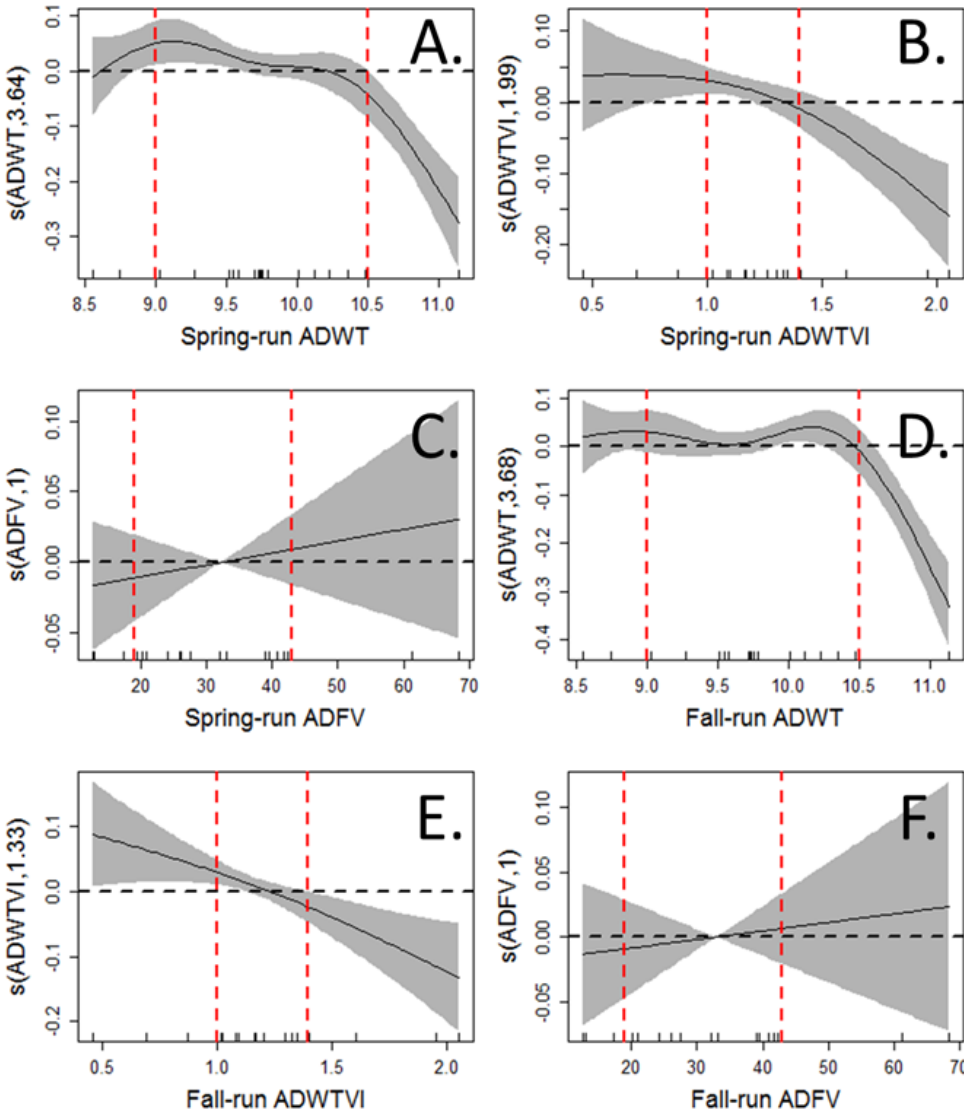 A.
s(ADWT,3.64)
0.1
0.0
-0.1
-0.2
-0.3
8.5 9.0 9.5 10.0 10.5 11.0
Spring-run ADWT
B.
s(ADWTVI,1.99)
0.10
0.00
-0.10
-0.20
0.5 1.0 1.5 2.0
Spring-run ADWTVI
C.
s(ADFV,1)
0.10
0.05
0.00
-0.05
20 30 40 50 60 70
Spring-run ADFV
D.
s(ADWT,3.68)
0.1
0.0
-0.1
-0.2
-0.3
-0.4
8.5 9.0 9.5 10.0 10.5 11.0
Fall-run ADWT
E.
s(ADWTVI,1.33)
0.1
0.0
-0.1
-0.2
0.5 1.0 1.5 2.0
Fall-run ADWTVI
F.
s(ADFV,1)
0.10
0.05
0.00
-0.05
20 30 40 50 60 70
Fall-run ADFV